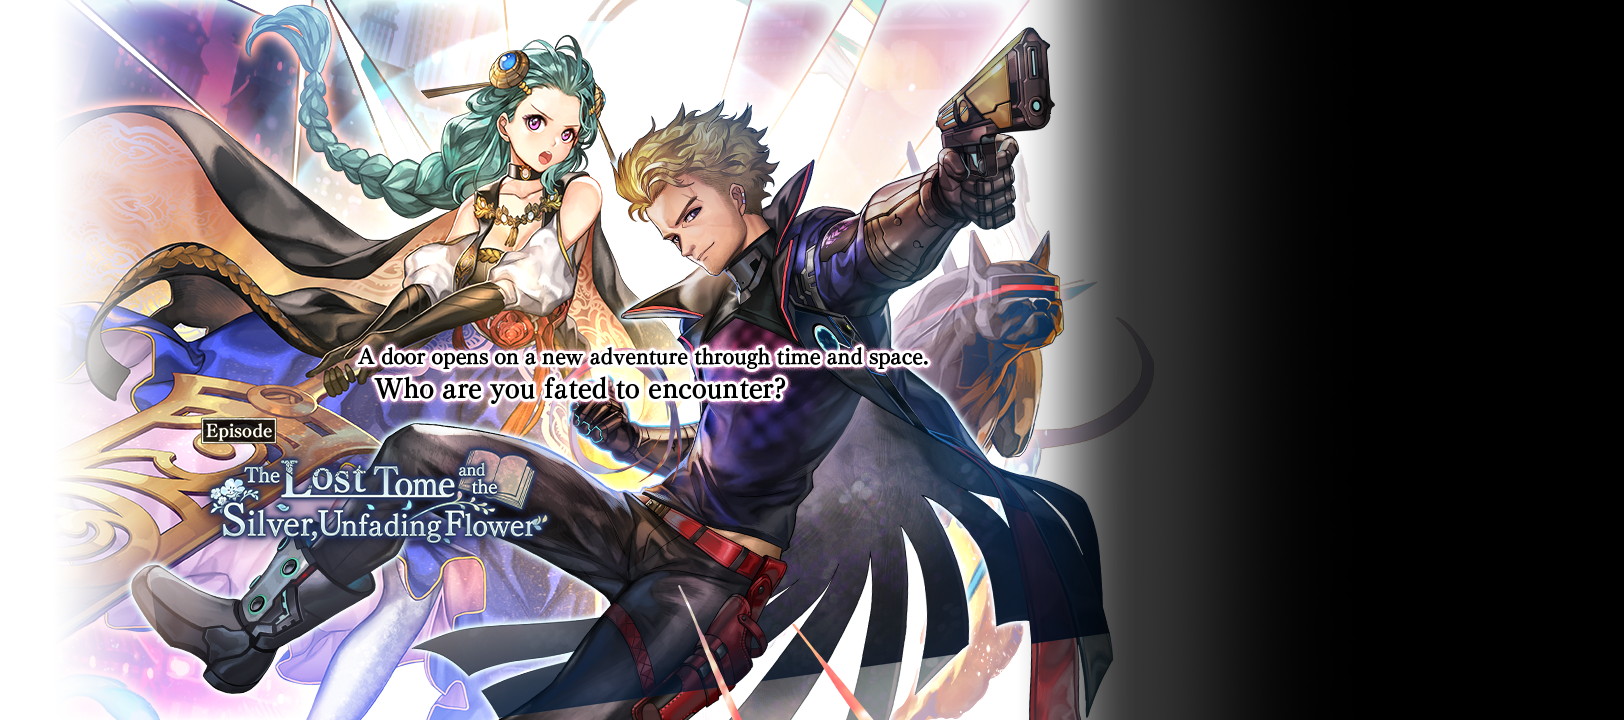 A door opens on a new adventure through time and space.
Who are you fated to encounter?
Episode
The Lost Tome and the
Silver, Unfading Flower